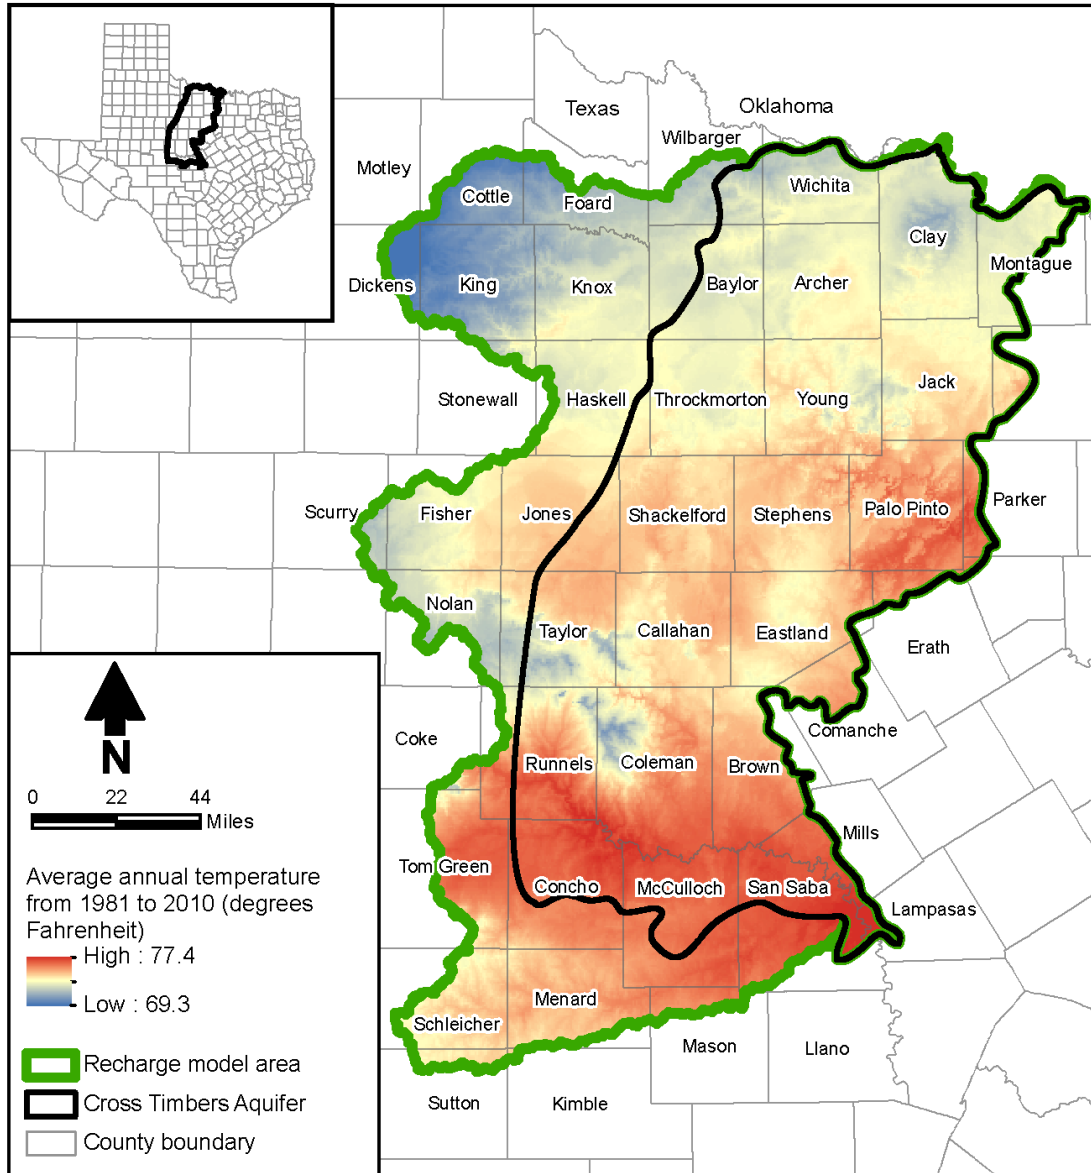 Texas
Oklahoma
Wilbarger
Motley
Wichita
Cottle
Foard
Clay
Montague
Dickens
King
Knox
Baylor
Archer
Jack
Stonewall
Haskell
Throckmorton
Young
Scurry
Fisher
Jones
Shackelford
Stephens
Palo Pinto
Parker
Nolan
Taylor
Callahan
Eastland
Erath
Coke
Runnels
Coleman
Brown
Comanche
Mills
Tom Green
Concho
McCulloch
San Saba
Lampasas
Menard
Schleicher
Mason
Llano
Sutton
Kimble
N
0 22 44
Miles
Average annual temperature
from 1981 to 2010 (degrees
Fahrenheit)
High : 77.4
Low : 69.3
Recharge model area
Cross Timbers Aquifer
County boundary